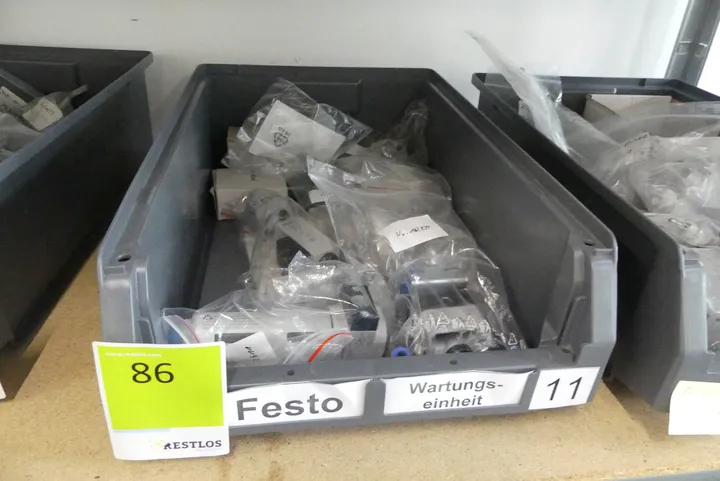 86
RESTLOS
Festo
Wartungs-
einheit
11